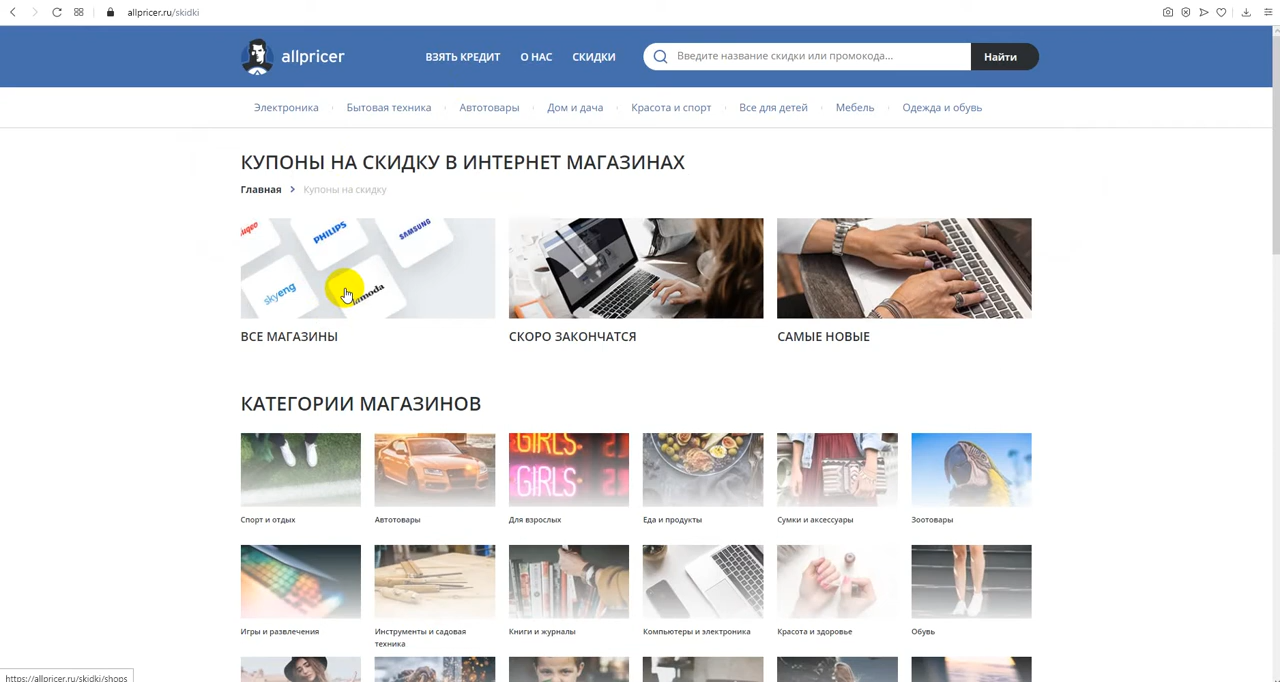 allpricer.ru/skidki
allpricer
ВЗЯТЬ КРЕДИТ
О НАС
СКИДКИ
Введите название скидки или промокода...
Найти
Электроника
Бытовая техника
Автотовары
Дом и дача
Красота и спорт
Все для детей
Мебель
Одежда и обувь
КУПОНЫ НА СКИДКУ В ИНТЕРНЕТ МАГАЗИНАХ
Главная > Купоны на скидку
PHILIPS
SAMSUNG
skyeng
ВСЕ МАГАЗИНЫ
СКОРО ЗАКОНЧАТСЯ
САМЫЕ НОВЫЕ
КАТЕГОРИИ МАГАЗИНОВ
GIRLS
GIRLS
Спорт и отдых
Автотовары
Для взрослых
Еда и продукты
Сумки и аксессуары
Зоотовары
Игры и развлечения
Инструменты и садовая
техника
Книги и журналы
Компьютеры и электроника
Красота и здоровье
Обувь
https://allpricer.ru/skidki/shops